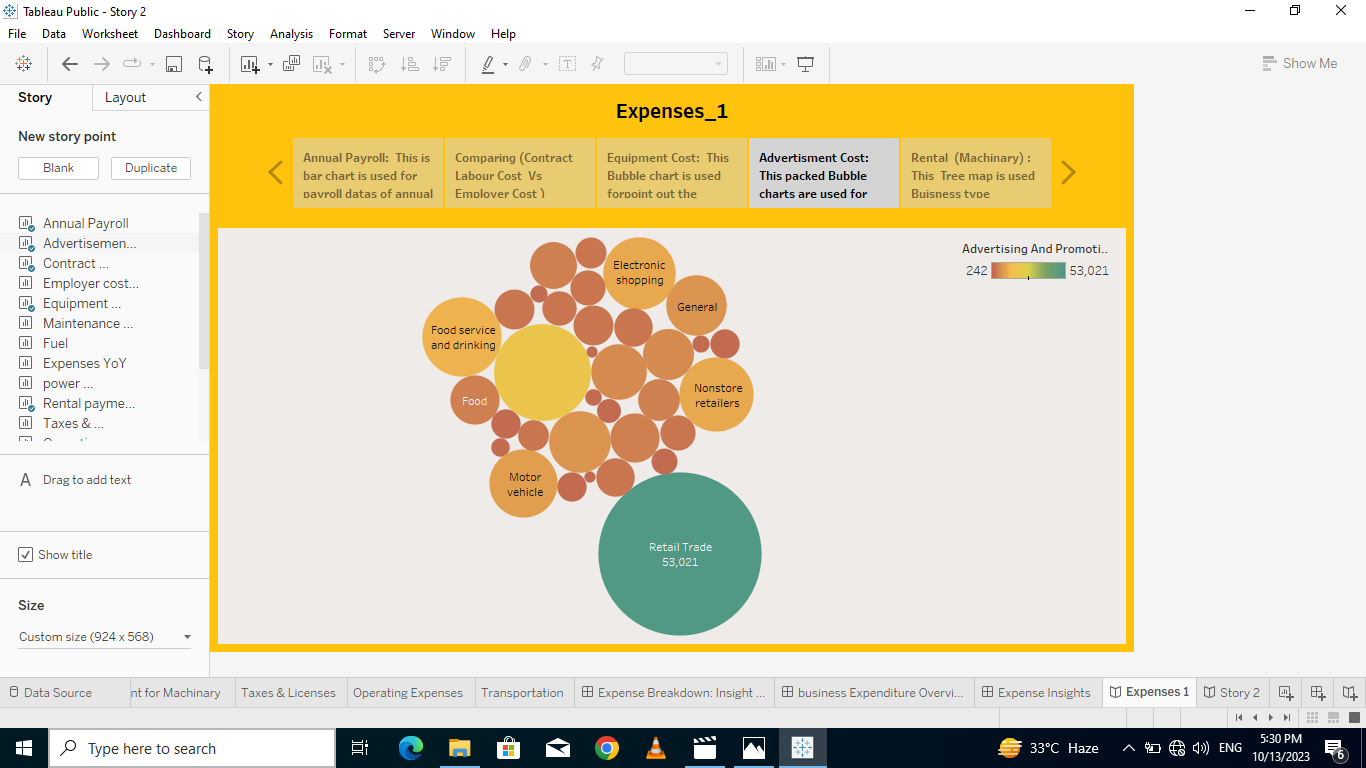 Tableau Public - Story 2
File Data Worksheet Dashboard Story Analysis Format Server Window Help
Show Me
Story Layout
New story point
Blank Duplicate
Annual Payroll
Advertisemen...
Contract ...
Employer cost...
Equipment ...
Maintenance ...
Fuel
Expenses YoY
power ...
Rental payme...
Taxes & ...
A Drag to add text
Show title
Size
Custom size (924 x 568)
Expenses_1
Annual Payroll: This is
bar chart is used for
payroll datas of annual
Comparing (Contract
Labour Cost Vs
Employer Cost )
Equipment Cost: This
Bubble chart is used
forpoint out the
Advertisment Cost:
This packed Bubble
charts are used for
Rental (Machinery) :
This Tree map is used
Buisness type
Advertising And Promoti..
242 53,021
Electronic
shopping
General
Food service
and drinking
Food
Nonstore
retailers
Motor
vehicle
Retail Trade
53,021
Data Source nt for Machinery Taxes & Licenses Operating Expenses Transportation Expense Breakdown: Insight ... business Expenditure Overvi... Expense Insights Expenses 1 Story 2
Type here to search
33°C Haze ENG
5:30 PM
10/13/2023
6